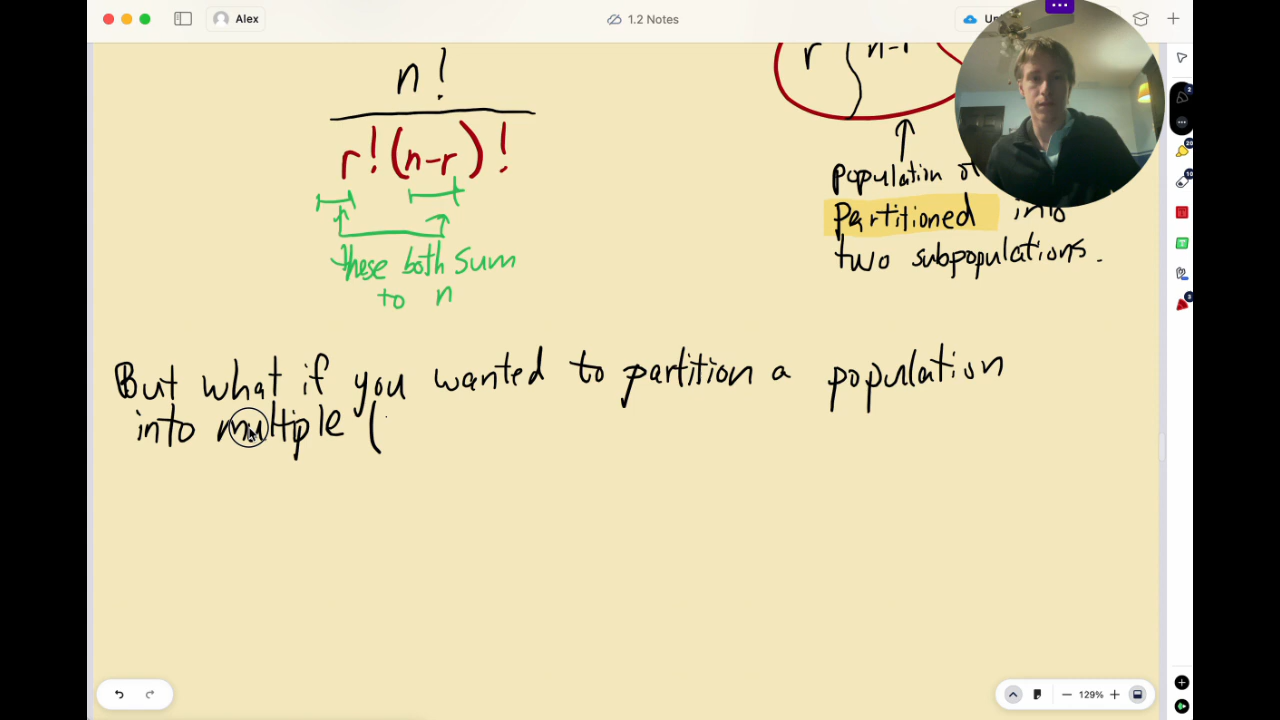 Alex
1.2 Notes
n!
r!(n-r)!
these both sum
to n
r
population
Partitioned into
two subpopulations.
But what if you wanted to partition a population
into multiple (
129%